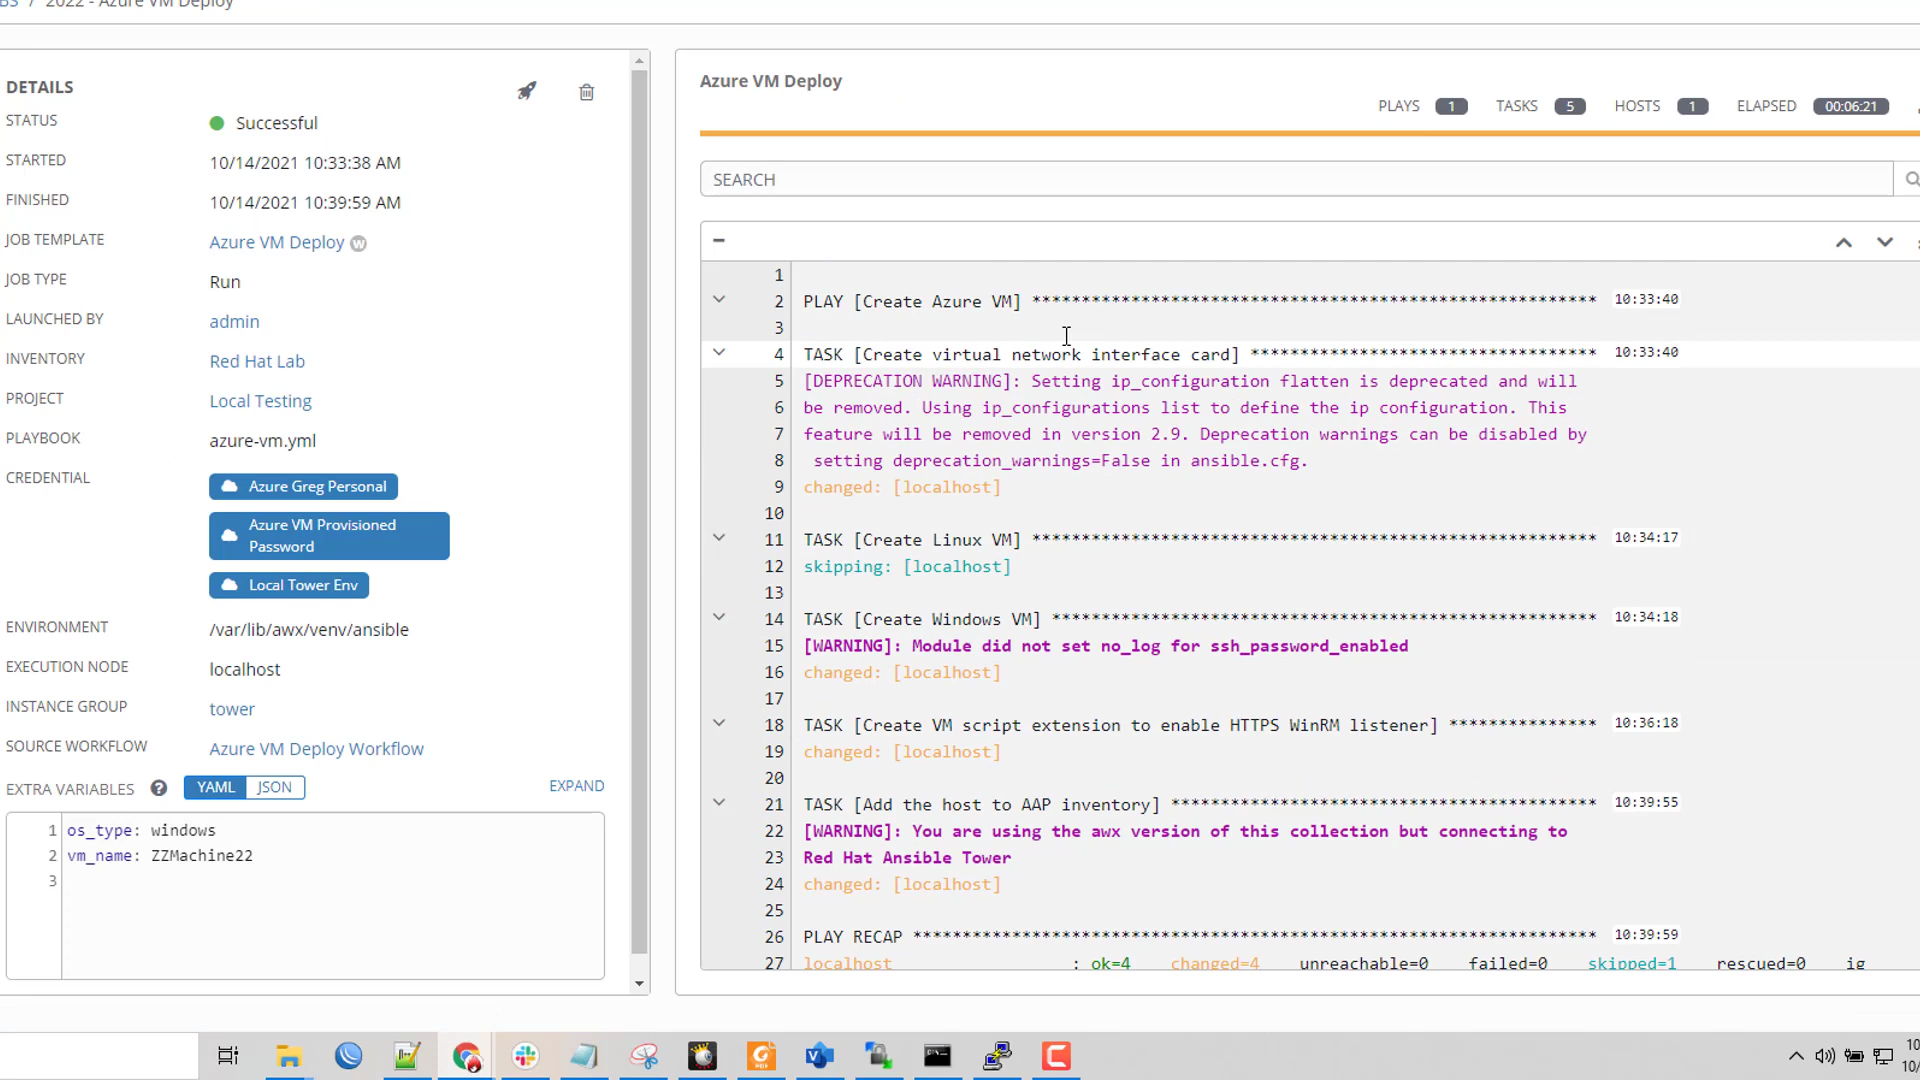 BS / 2022 - Azure VM Deploy
DETAILS
STATUS Successful
STARTED 10/14/2021 10:33:38 AM
FINISHED 10/14/2021 10:39:59 AM
JOB TEMPLATE Azure VM Deploy W
JOB TYPE Run
LAUNCHED BY admin
INVENTORY Red Hat Lab
PROJECT Local Testing
PLAYBOOK azure-vm.yml
CREDENTIAL Azure Greg Personal
Azure VM Provisioned
Password
Local Tower Env
ENVIRONMENT /var/lib/awx/venv/ansible
EXECUTION NODE localhost
INSTANCE GROUP tower
SOURCE WORKFLOW Azure VM Deploy Workflow
EXTRA VARIABLES ? YAML JSON EXPAND
1 os_type: windows
2 vm_name: ZZMachine22
3
Azure VM Deploy
PLAYS 1 TASKS 5 HOSTS 1 ELAPSED 00:06:21
SEARCH
1
2 PLAY [Create Azure VM] ********************************************************* 10:33:40
3
4 TASK [Create virtual network interface card] *********************************** 10:33:40
5 [DEPRECATION WARNING]: Setting ip_configuration flatten is deprecated and will
6 be removed. Using ip_configurations list to define the ip configuration. This
7 feature will be removed in version 2.9. Deprecation warnings can be disabled by
8 setting deprecation_warnings=False in ansible.cfg.
9 changed: [localhost]
10
11 TASK [Create Linux VM] ********************************************************* 10:34:17
12 skipping: [localhost]
13
14 TASK [Create Windows VM] ******************************************************* 10:34:18
15 [WARNING]: Module did not set no_log for ssh_password_enabled
16 changed: [localhost]
17
18 TASK [Create VM script extension to enable HTTPS WinRM listener] *************** 10:36:18
19 changed: [localhost]
20
21 TASK [Add the host to AAP inventory] ******************************************* 10:39:55
22 [WARNING]: You are using the awx version of this collection but connecting to
23 Red Hat Ansible Tower
24 changed: [localhost]
25
26 PLAY RECAP ********************************************************************* 10:39:59
27 localhost : ok=4 changed=4 unreachable=0 failed=0 skipped=1 rescued=0 ig
10
10/